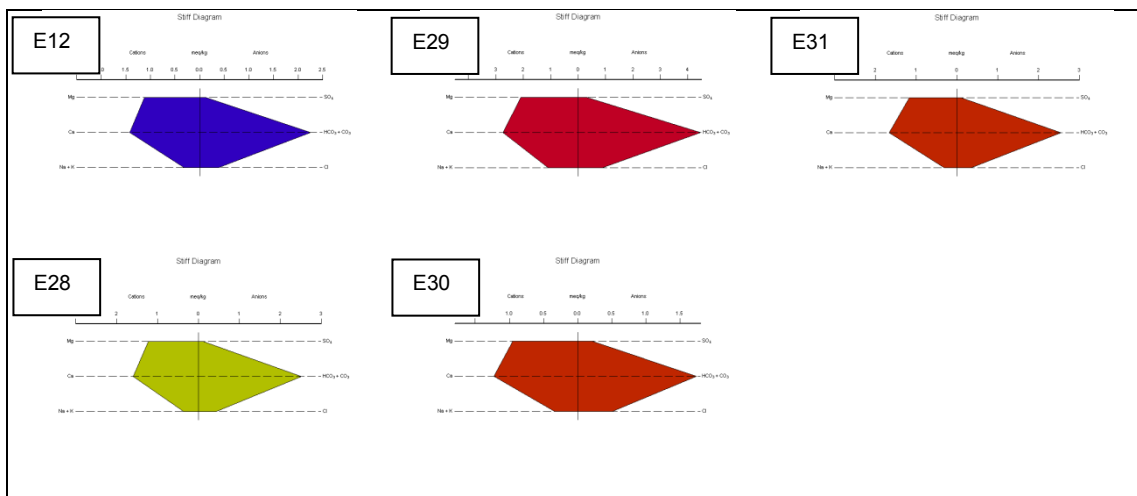 Stiff Diagram
E12
Cations meq/kg Anions
1.5 1.0 0.5 0.0 0.5 1.0 1.5 2.0 2.5
Mg SO₄
Ca HCO₃ + CO₃
Na + K Cl
Stiff Diagram
E29
Cations meq/kg Anions
3 2 1 0 1 2 3 4
Mg SO₄
Ca HCO₃ + CO₃
Na + K Cl
Stiff Diagram
E31
Cations meq/kg Anions
2 1 0 1 2 3
Mg SO₄
Ca HCO₃ + CO₃
Na + K Cl
Stiff Diagram
E28
Cations meq/kg Anions
2 1 0 1 2 3
Mg SO₄
Ca HCO₃ + CO₃
Na + K Cl
Stiff Diagram
E30
Cations meq/kg Anions
1.0 0.5 0.0 0.5 1.0 1.5
Mg SO₄
Ca HCO₃ + CO₃
Na + K Cl